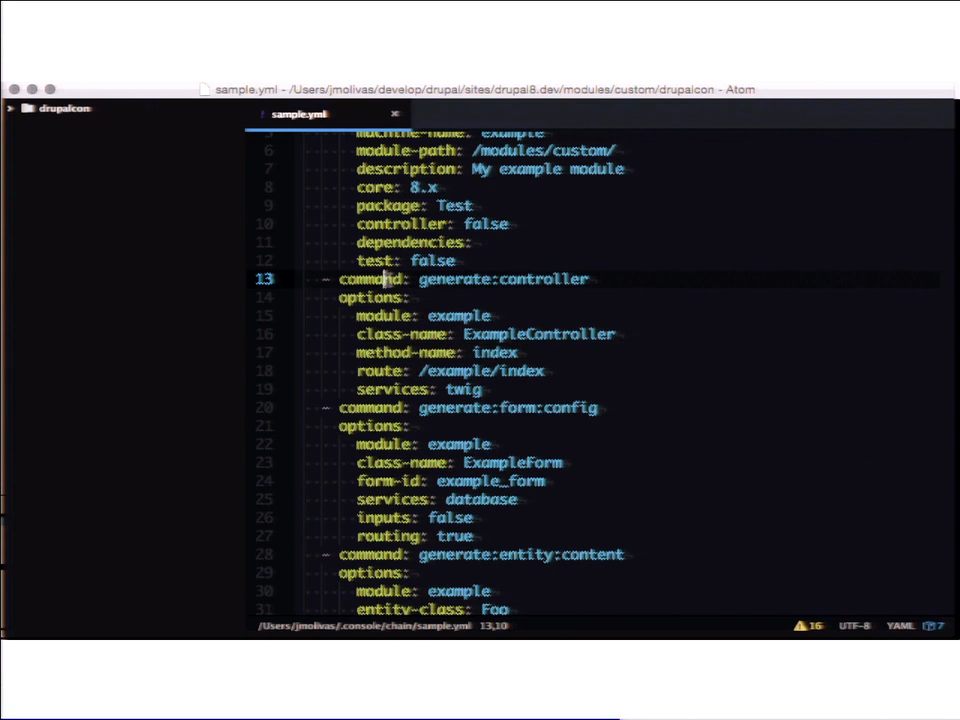 sample.yml - /Users/jmolivas/develop/drupal/sites/drupal8.dev/modules/custom/drupalcon - Atom
drupalcon
sample.yml
5 machine-name: example
6 module-path: /modules/custom/
7 description: My example module
8 core: 8.x
9 package: Test
10 controller: false
11 dependencies:
12 test: false
13 - command: generate:controller
14 options:
15 module: example
16 class-name: ExampleController
17 method-name: index
18 route: /example/index
19 services: twig
20 - command: generate:form:config
21 options:
22 module: example
23 class-name: ExampleForm
24 form-id: example_form
25 services: database
26 inputs: false
27 routing: true
28 - command: generate:entity:content
29 options:
30 module: example
31 entity-class: Foo
/Users/jmolivas/.console/chain/sample.yml 13,10 16 UTF-8 YAML 7